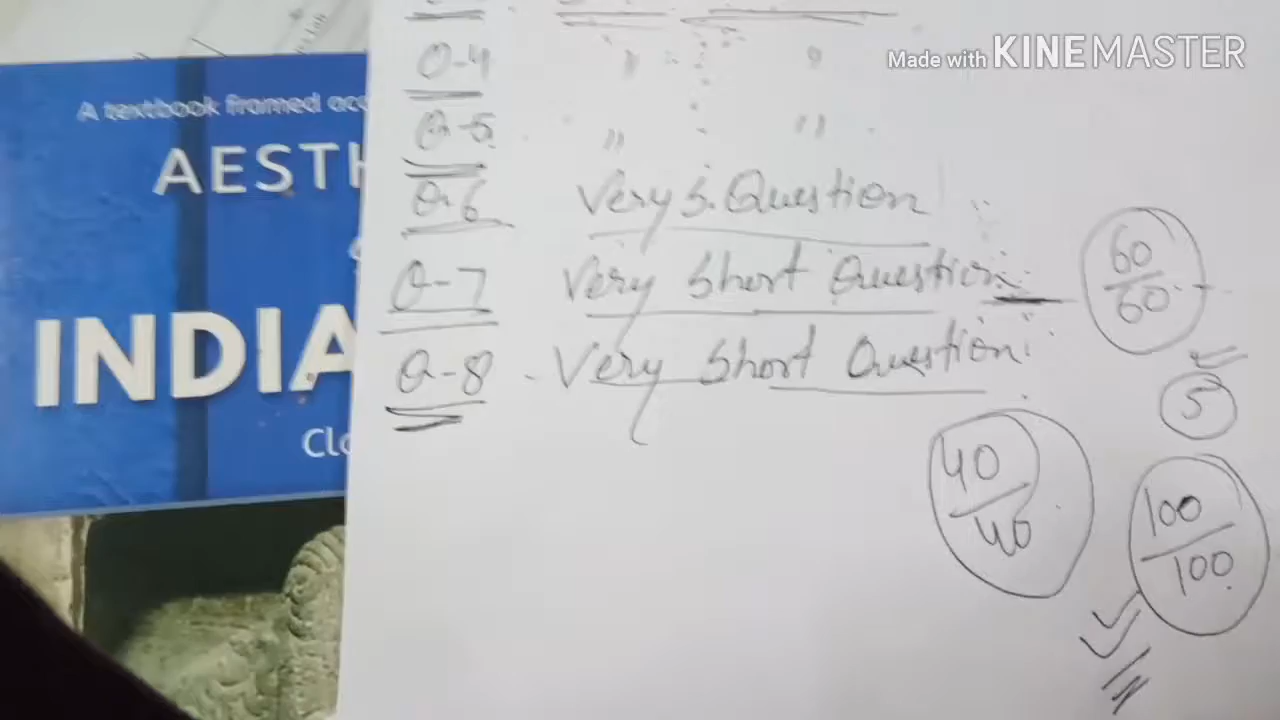 Made with KINEMASTER
A textbook framed acc
AESTH
INDIA
Cla
Q-4 " "
Q-5 " "
Q-6 Very S. Question
Q-7 Very Short Question
Q-8 - Very Short Question
60/60
5
40/40
100/100